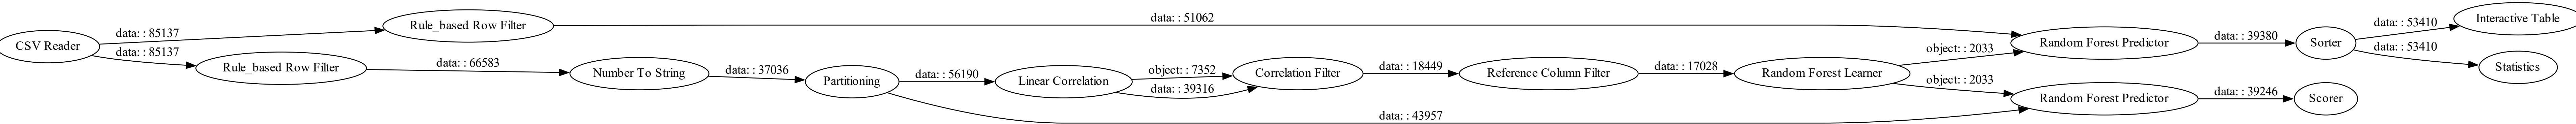 CSV Reader
data: : 85137
data: : 85137
Rule_based Row Filter
Rule_based Row Filter
data: : 51062
data: : 66583
Number To String
data: : 37036
Partitioning
data: : 56190
Linear Correlation
object: : 7352
data: : 39316
Correlation Filter
data: : 18449
Reference Column Filter
data: : 17028
Random Forest Learner
data: : 43957
object: : 2033
object: : 2033
Random Forest Predictor
Random Forest Predictor
data: : 39380
data: : 39246
Sorter
Scorer
data: : 53410
data: : 53410
Interactive Table
Statistics